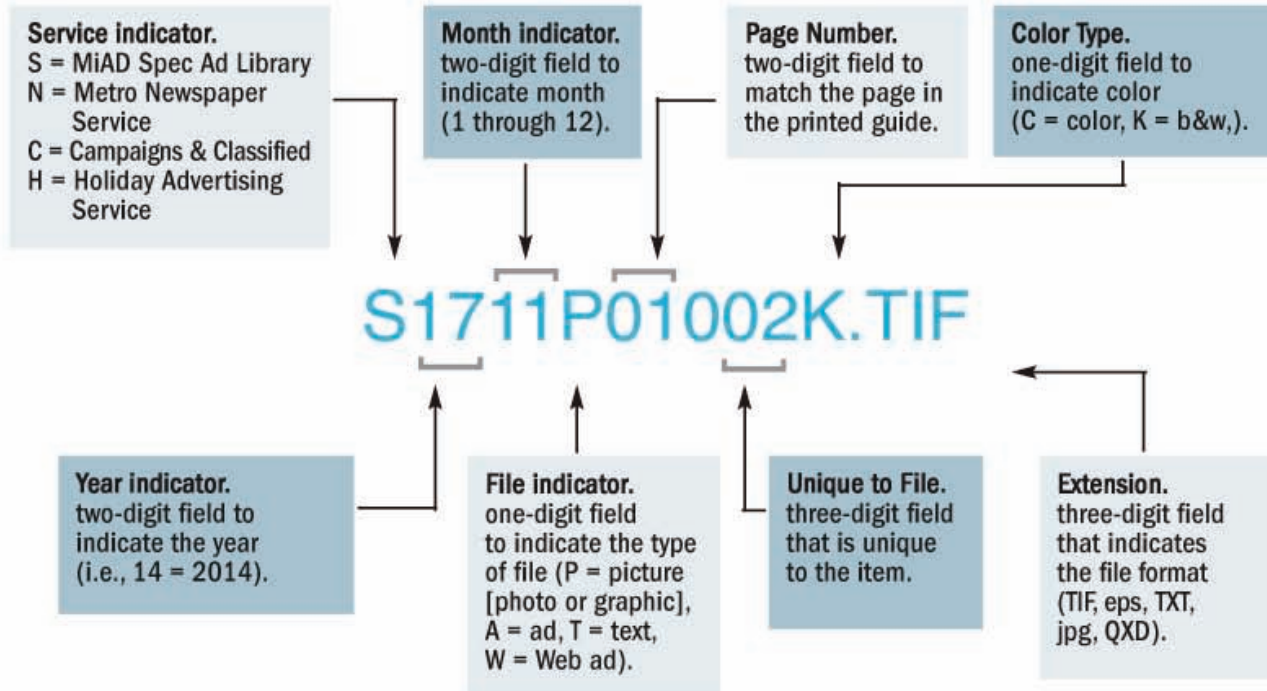 Service indicator.
S = MiAD Spec Ad Library
N = Metro Newspaper
Service
C = Campaigns & Classified
H = Holiday Advertising
Service
Month indicator.
two-digit field to
indicate month
(1 through 12).
Page Number.
two-digit field to
match the page in
the printed guide.
Color Type.
one-digit field to
indicate color
(C = color, K = b&w,).
S1711P01002K.TIF
Year indicator.
two-digit field to
indicate the year
(i.e., 14 = 2014).
File indicator.
one-digit field
to indicate the type
of file (P = picture
[photo or graphic],
A = ad, T = text,
W = Web ad).
Unique to File.
three-digit field
that is unique
to the item.
Extension.
three-digit field
that indicates
the file format
(TIF, eps, TXT,
jpg, QXD).